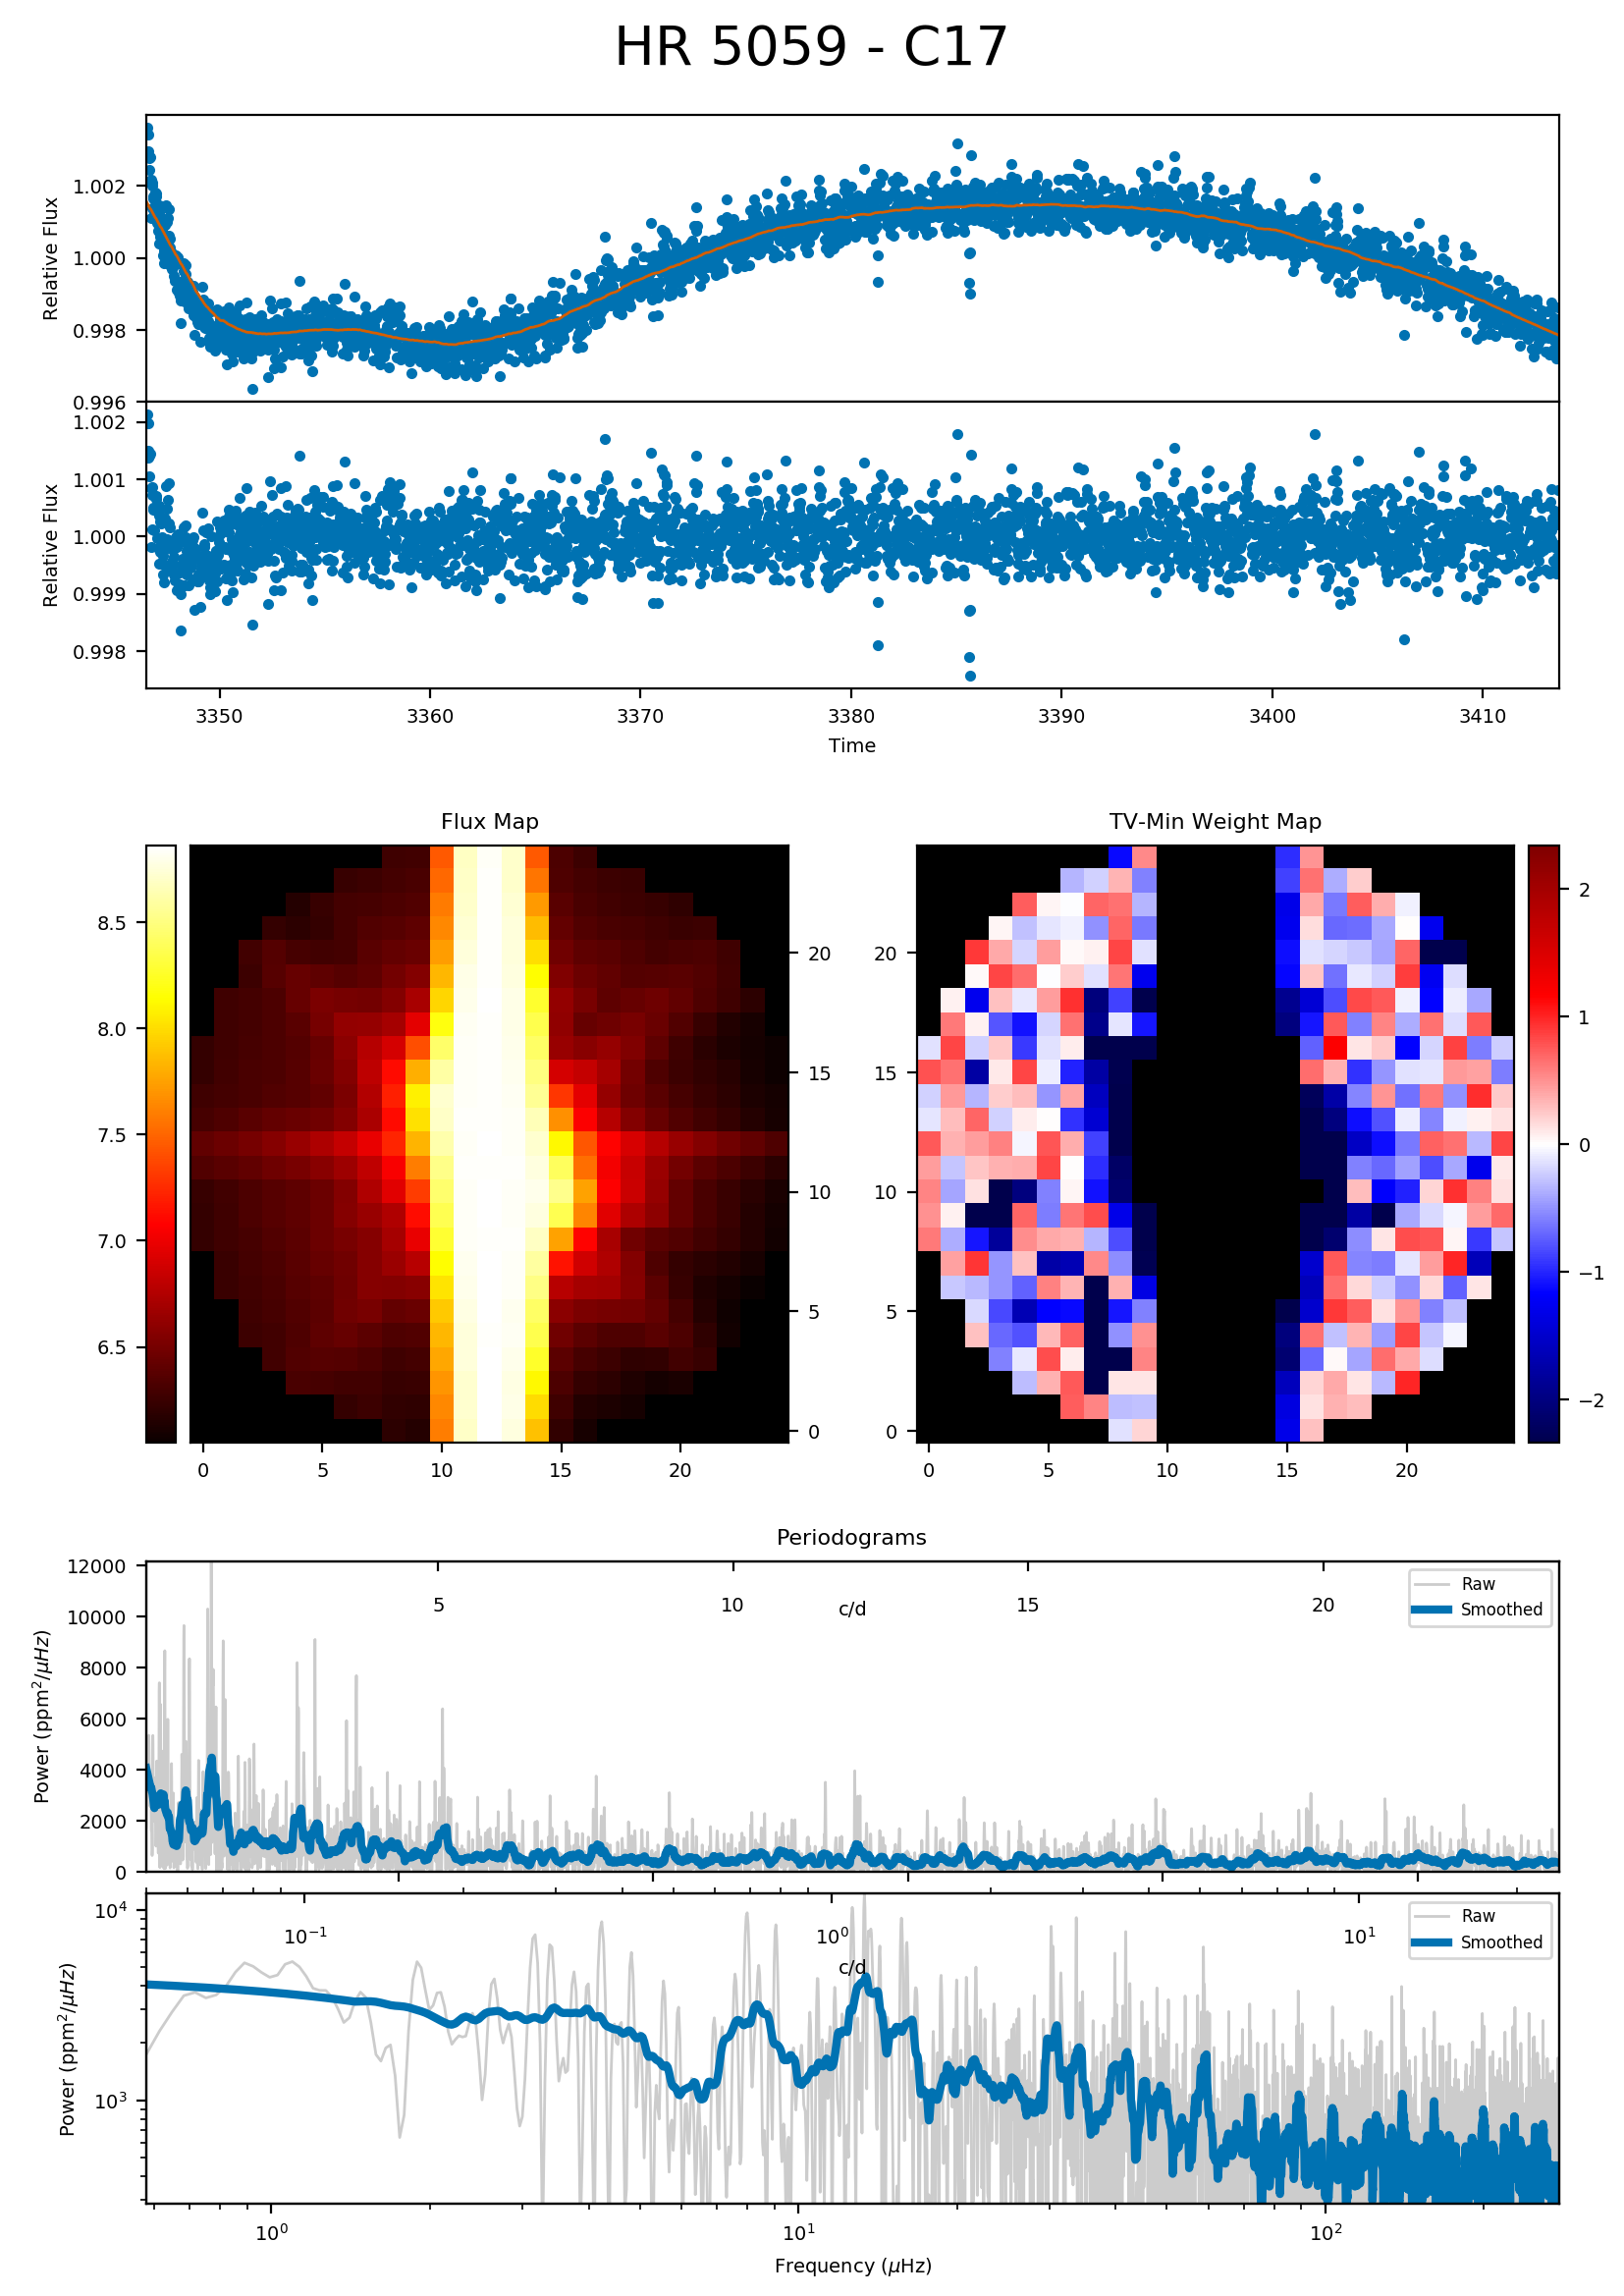 HR 5059 - C17
Relative Flux
1.002
1.000
0.998
0.996
Relative Flux
1.002
1.001
1.000
0.999
0.998
3350 3360 3370 3380 3390 3400 3410
Time
Flux Map
TV-Min Weight Map
8.5
8.0
7.5
7.0
6.5
20
15
10
5
0
0 5 10 15 20
20
15
10
5
0
0 5 10 15 20
2
1
0
−1
−2
Periodograms
Power (ppm²/μHz)
12000
10000
8000
6000
4000
2000
0
5 10 15 20
c/d
Raw
Smoothed
Power (ppm²/μHz)
10⁴
10³
10⁻¹ 10⁰ 10¹
c/d
Raw
Smoothed
10⁰ 10¹ 10²
Frequency (μHz)